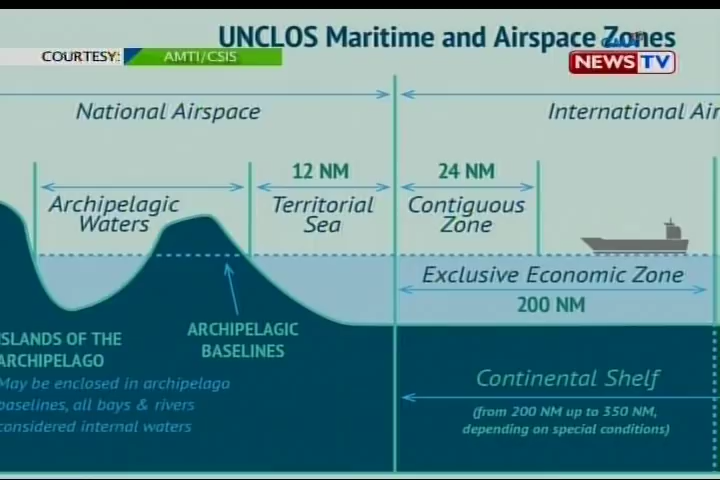 UNCLOS Maritime and Airspace Zones
COURTESY:
AMTI/CSIS
NEWS TV
National Airspace
International Air
12 NM
24 NM
Archipelagic
Waters
Territorial
Sea
Contiguous
Zone
Exclusive Economic Zone
200 NM
ARCHIPELAGIC
BASELINES
ISLANDS OF THE
ARCHIPELAGO
May be enclosed in archipelago
baselines, all bays & rivers
considered internal waters
Continental Shelf
(from 200 NM up to 350 NM,
depending on special conditions)